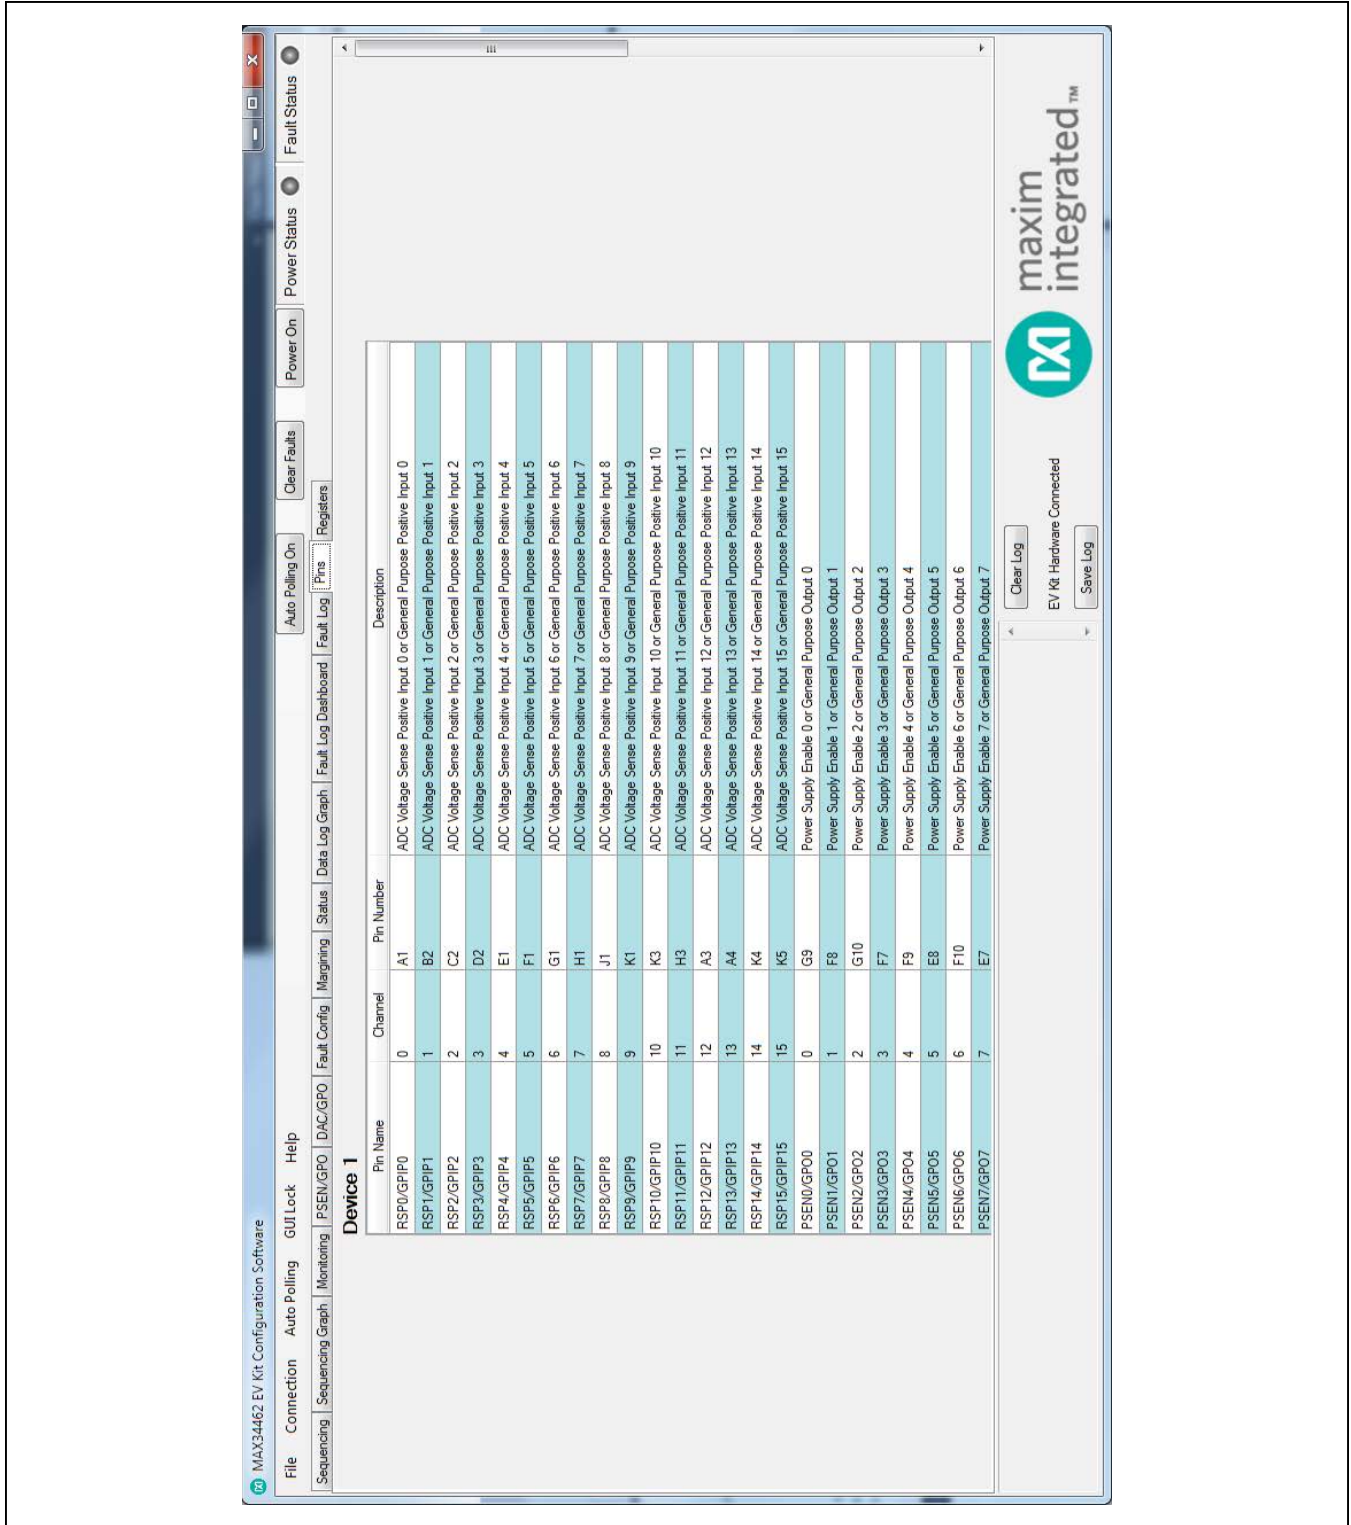 MAX34462 EV Kit Configuration Software
File Connection Auto Polling GUI Lock Help Auto Polling On Clear Faults Power On Power Status Fault Status
Sequencing Sequencing Graph Monitoring PSEN/GPO DAC/GPO Fault Config Margining Status Data Log Graph Fault Log Dashboard Fault Log Pins Registers
Device 1
Pin Name Channel Pin Number Description
RSP0/GPIP0 0 A1 ADC Voltage Sense Positive Input 0 or General Purpose Positive Input 0
RSP1/GPIP1 1 B2 ADC Voltage Sense Positive Input 1 or General Purpose Positive Input 1
RSP2/GPIP2 2 C2 ADC Voltage Sense Positive Input 2 or General Purpose Positive Input 2
RSP3/GPIP3 3 D2 ADC Voltage Sense Positive Input 3 or General Purpose Positive Input 3
RSP4/GPIP4 4 E1 ADC Voltage Sense Positive Input 4 or General Purpose Positive Input 4
RSP5/GPIP5 5 F1 ADC Voltage Sense Positive Input 5 or General Purpose Positive Input 5
RSP6/GPIP6 6 G1 ADC Voltage Sense Positive Input 6 or General Purpose Positive Input 6
RSP7/GPIP7 7 H1 ADC Voltage Sense Positive Input 7 or General Purpose Positive Input 7
RSP8/GPIP8 8 J1 ADC Voltage Sense Positive Input 8 or General Purpose Positive Input 8
RSP9/GPIP9 9 K1 ADC Voltage Sense Positive Input 9 or General Purpose Positive Input 9
RSP10/GPIP10 10 K3 ADC Voltage Sense Positive Input 10 or General Purpose Positive Input 10
RSP11/GPIP11 11 H3 ADC Voltage Sense Positive Input 11 or General Purpose Positive Input 11
RSP12/GPIP12 12 A3 ADC Voltage Sense Positive Input 12 or General Purpose Positive Input 12
RSP13/GPIP13 13 A4 ADC Voltage Sense Positive Input 13 or General Purpose Positive Input 13
RSP14/GPIP14 14 K4 ADC Voltage Sense Positive Input 14 or General Purpose Positive Input 14
RSP15/GPIP15 15 K5 ADC Voltage Sense Positive Input 15 or General Purpose Positive Input 15
PSEN0/GPO0 0 G9 Power Supply Enable 0 or General Purpose Output 0
PSEN1/GPO1 1 F8 Power Supply Enable 1 or General Purpose Output 1
PSEN2/GPO2 2 G10 Power Supply Enable 2 or General Purpose Output 2
PSEN3/GPO3 3 F7 Power Supply Enable 3 or General Purpose Output 3
PSEN4/GPO4 4 F9 Power Supply Enable 4 or General Purpose Output 4
PSEN5/GPO5 5 E8 Power Supply Enable 5 or General Purpose Output 5
PSEN6/GPO6 6 F10 Power Supply Enable 6 or General Purpose Output 6
PSEN7/GPO7 7 E7 Power Supply Enable 7 or General Purpose Output 7
Clear Log
EV Kit Hardware Connected
Save Log
maxim
integrated™